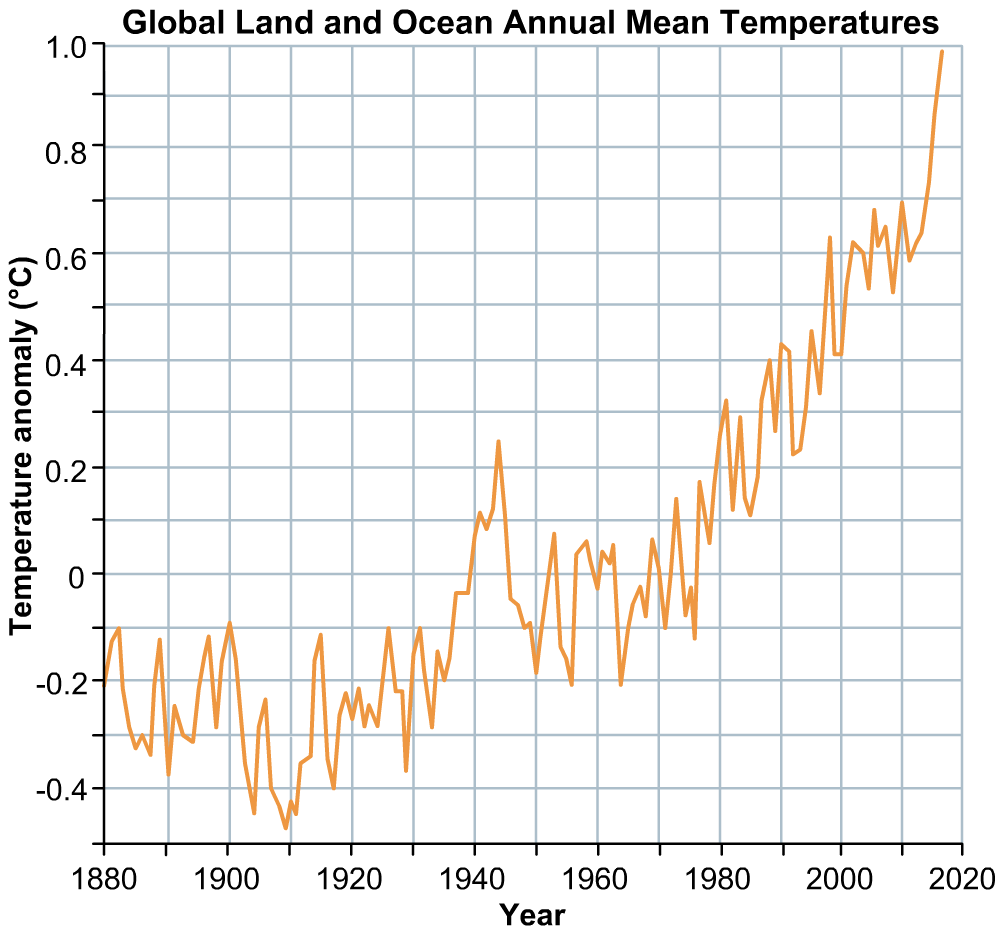 Global Land and Ocean Annual Mean Temperatures
1.0
0.8
0.6
0.4
0.2
0
-0.2
-0.4
Temperature anomaly (°C)
1880 1900 1920 1940 1960 1980 2000 2020
Year